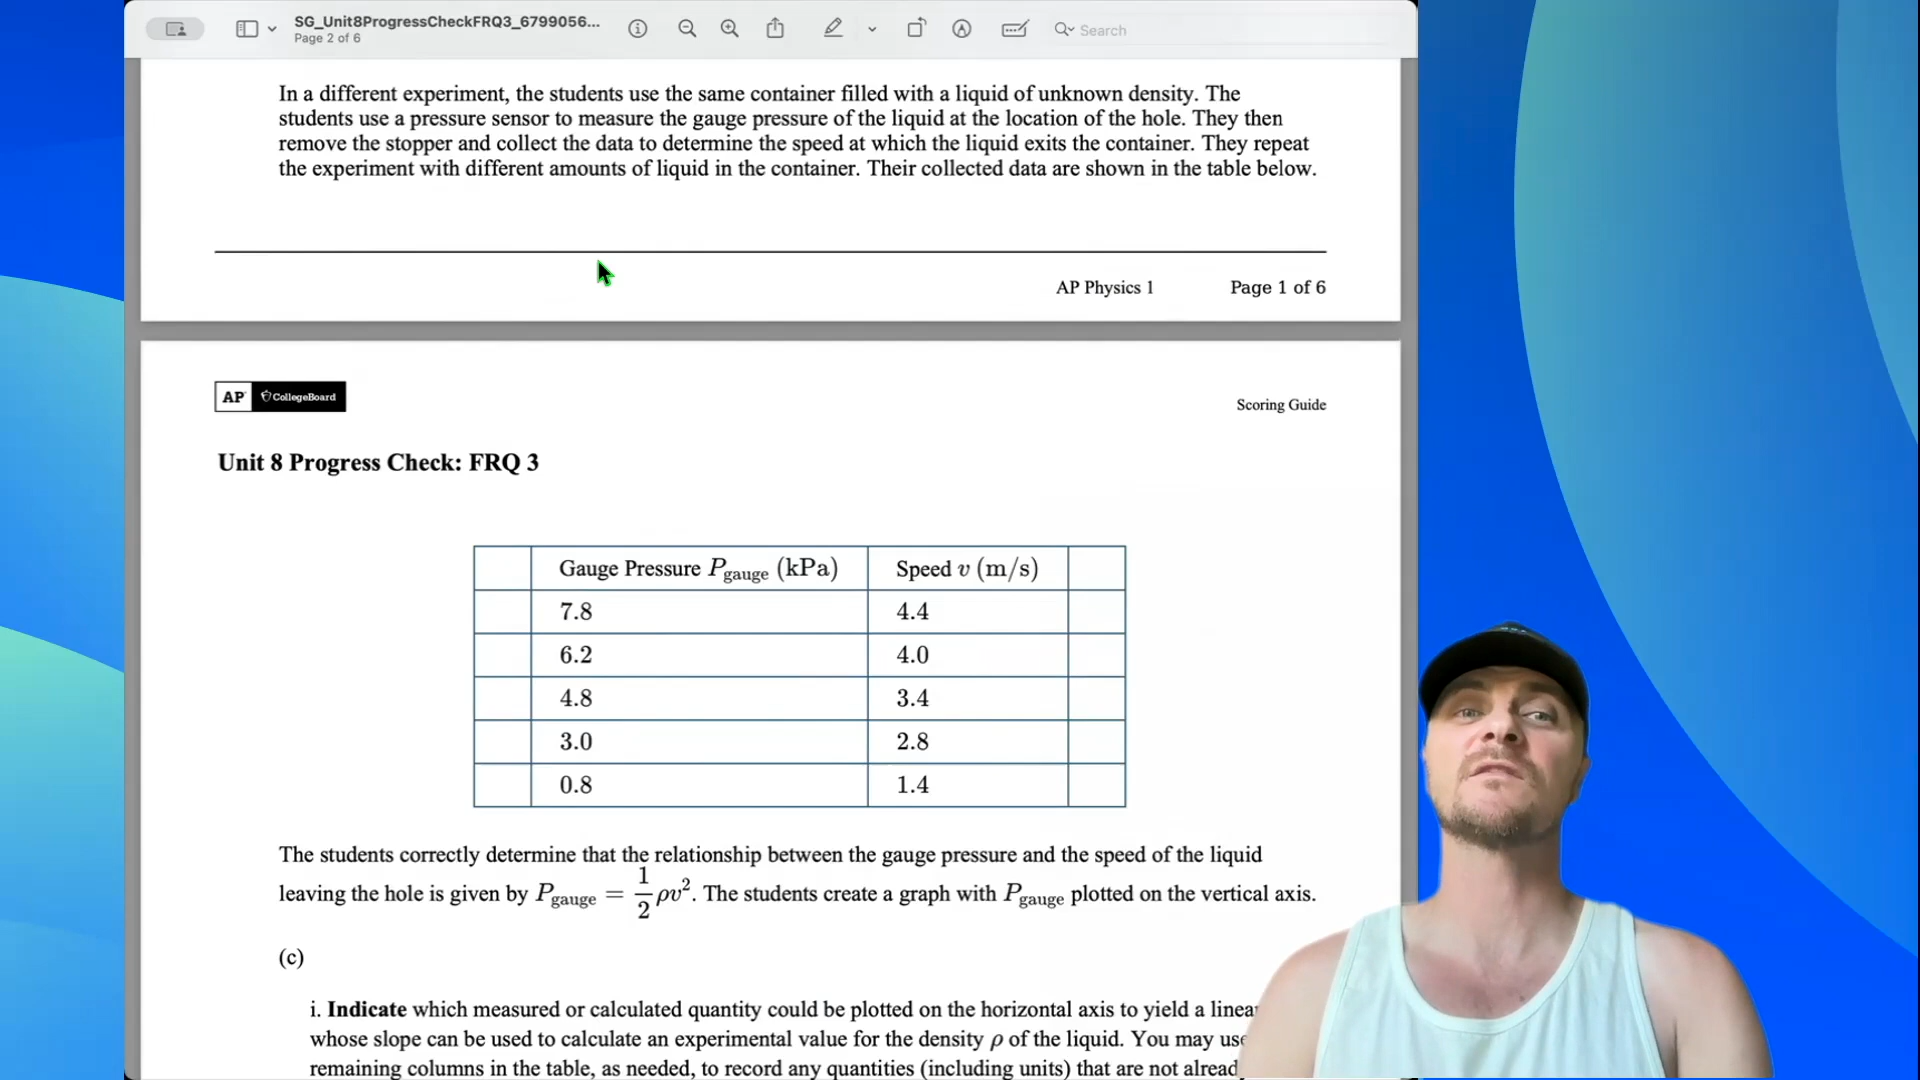 SG_Unit8ProgressCheckFRQ3_6799056...
Page 2 of 6
Search
In a different experiment, the students use the same container filled with a liquid of unknown density. The
students use a pressure sensor to measure the gauge pressure of the liquid at the location of the hole. They then
remove the stopper and collect the data to determine the speed at which the liquid exits the container. They repeat
the experiment with different amounts of liquid in the container. Their collected data are shown in the table below.
AP Physics 1 Page 1 of 6
AP CollegeBoard
Scoring Guide
Unit 8 Progress Check: FRQ 3
Gauge Pressure P_gauge (kPa) Speed v (m/s)
7.8 4.4
6.2 4.0
4.8 3.4
3.0 2.8
0.8 1.4
The students correctly determine that the relationship between the gauge pressure and the speed of the liquid
leaving the hole is given by P_gauge = 1/2 ρv². The students create a graph with P_gauge plotted on the vertical axis.
(c)
i. Indicate which measured or calculated quantity could be plotted on the horizontal axis to yield a linea
whose slope can be used to calculate an experimental value for the density ρ of the liquid. You may use
remaining columns in the table, as needed, to record any quantities (including units) that are not alread